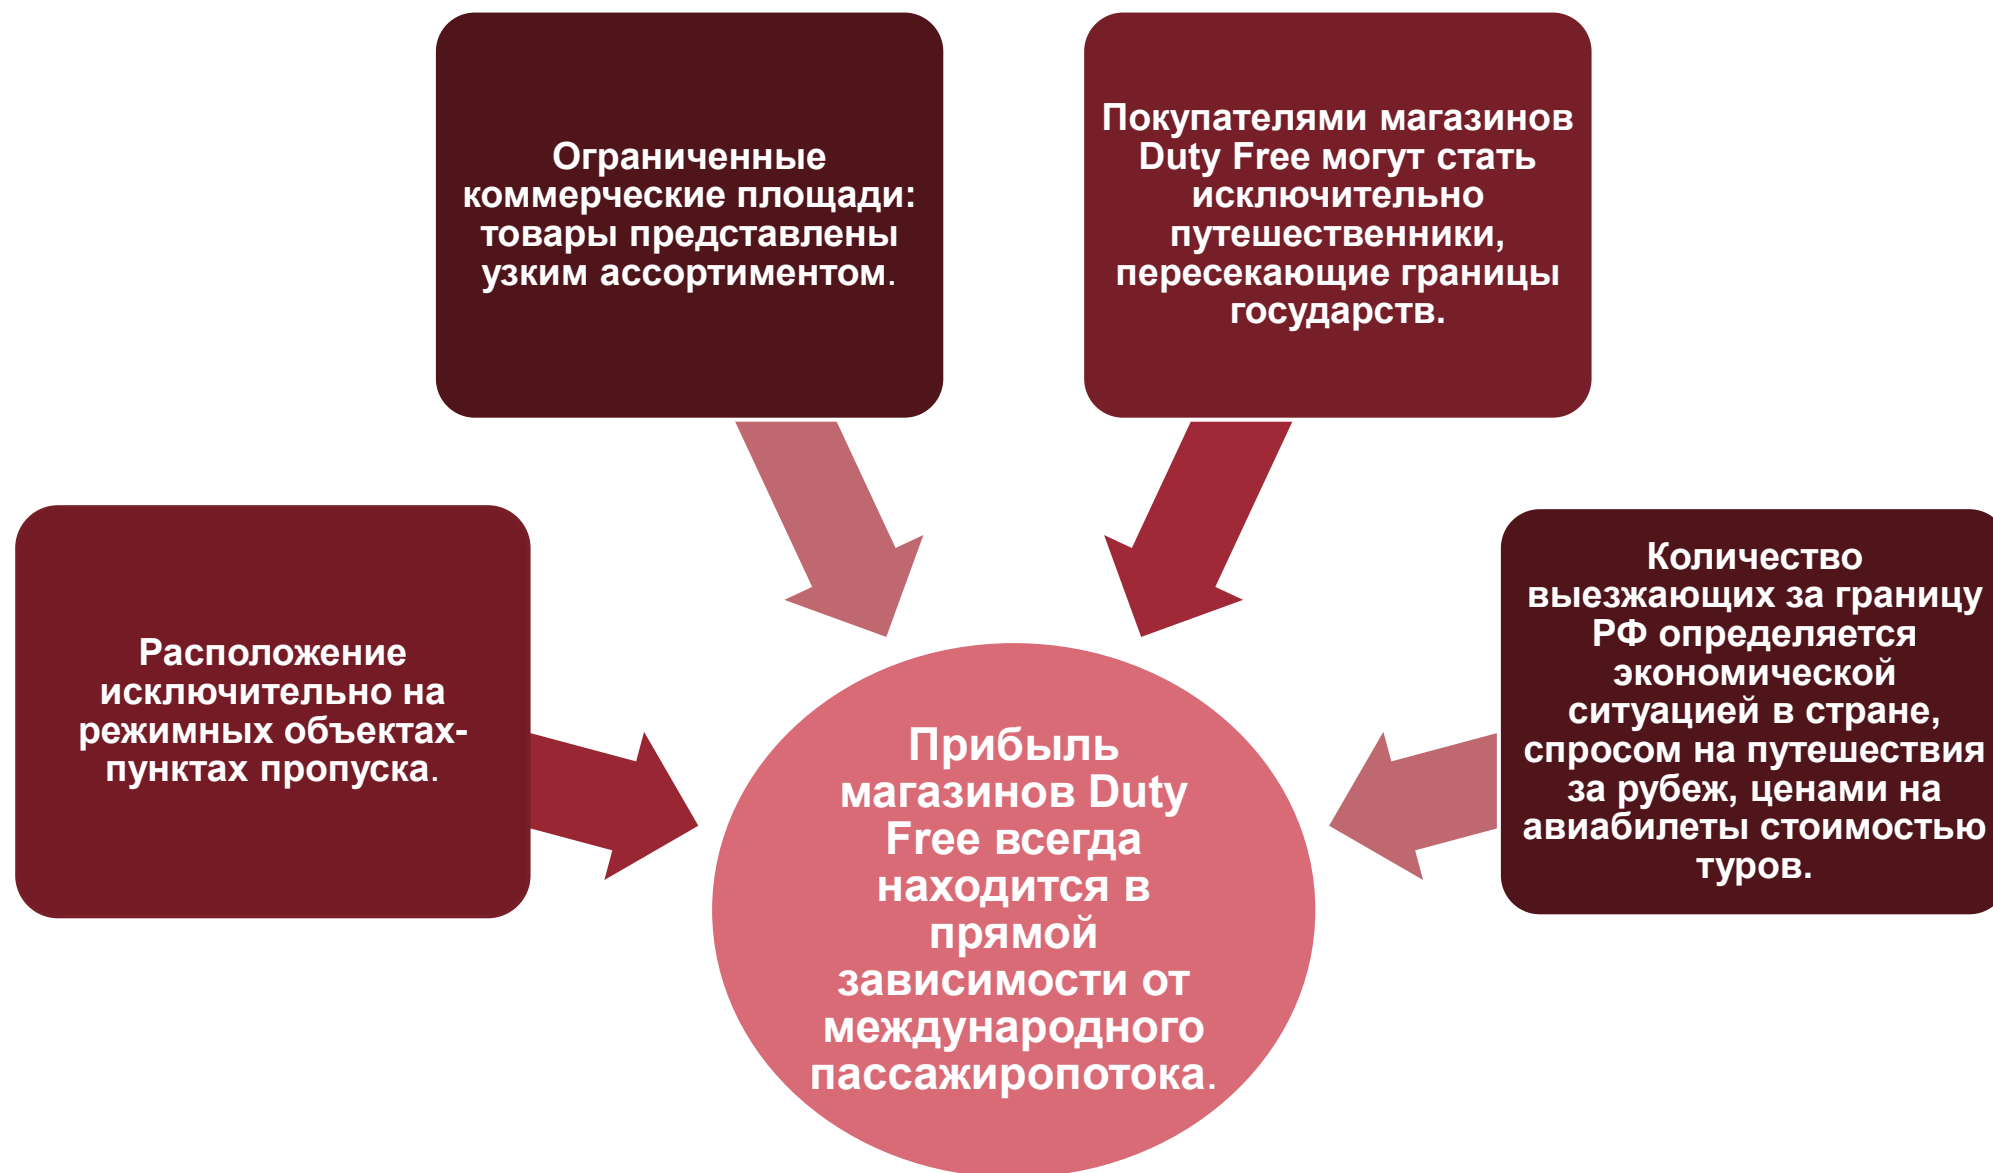 Ограниченные
коммерческие площади:
товары представлены
узким ассортиментом.
Покупателями магазинов
Duty Free могут стать
исключительно
путешественники,
пересекающие границы
государств.
Расположение
исключительно на
режимных объектах-
пунктах пропуска.
Количество
выезжающих за границу
РФ определяется
экономической
ситуацией в стране,
спросом на путешествия
за рубеж, ценами на
авиабилеты стоимостью
туров.
Прибыль
магазинов Duty
Free всегда
находится в
прямой
зависимости от
международного
пассажиропотока.